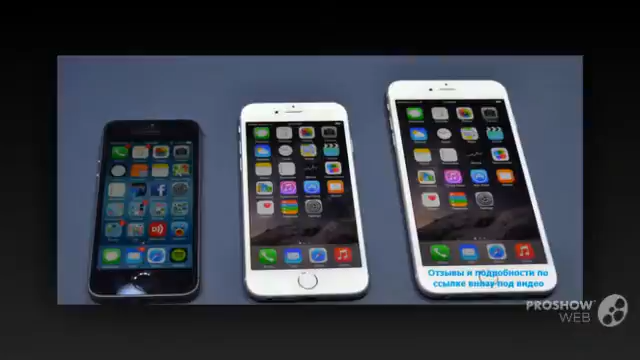 Отзывы и подробности по
ссылке внизу под видео
PROSHOW
WEB